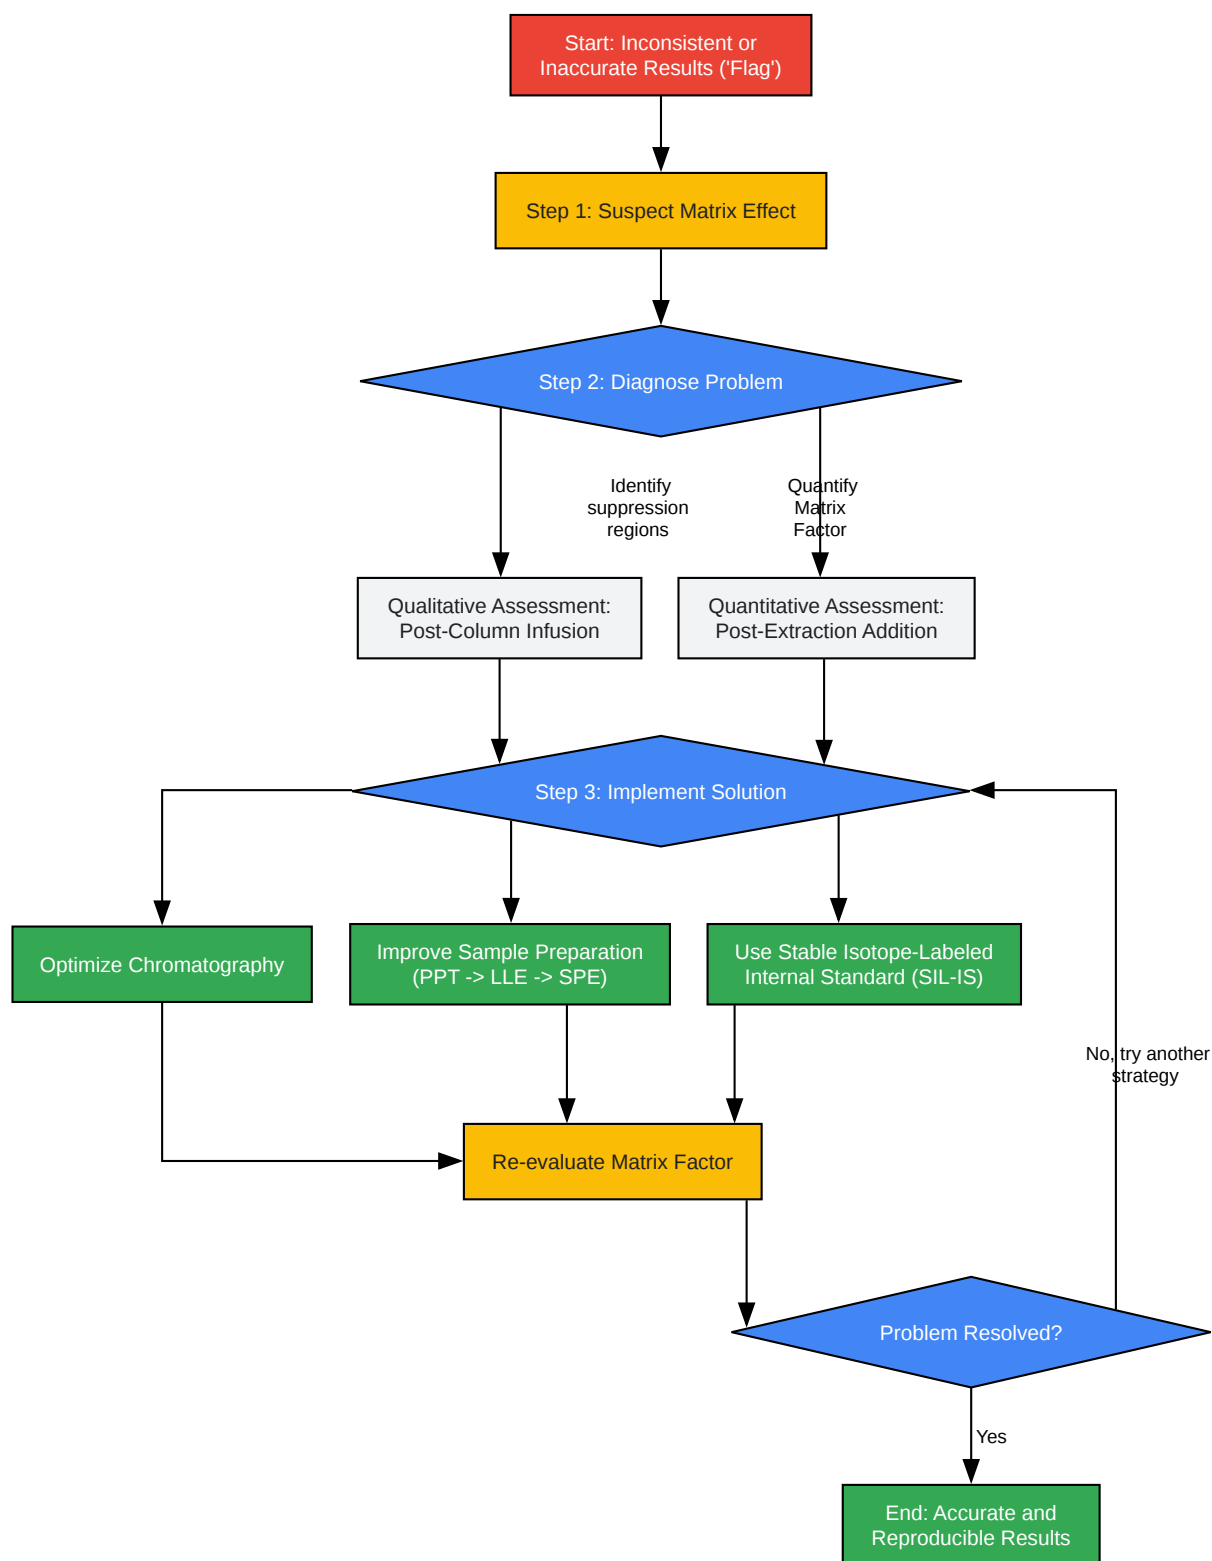 Start: Inconsistent or
Inaccurate Results ('Flag')
Step 1: Suspect Matrix Effect
Step 2: Diagnose Problem
Identify
suppression
regions
Quantify
Matrix
Factor
Qualitative Assessment:
Post-Column Infusion
Quantitative Assessment:
Post-Extraction Addition
Step 3: Implement Solution
Optimize Chromatography
Improve Sample Preparation
(PPT -> LLE -> SPE)
Use Stable Isotope-Labeled
Internal Standard (SIL-IS)
No, try another
strategy
Re-evaluate Matrix Factor
Problem Resolved?
Yes
End: Accurate and
Reproducible Results